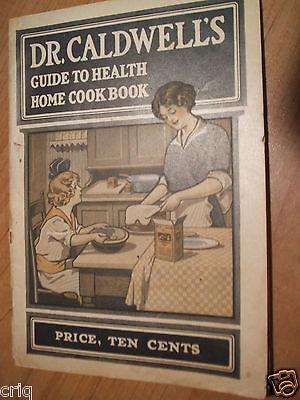 DR. CALDWELL'S
GUIDE TO HEALTH
HOME COOK BOOK
PRICE, TEN CENTS
criq